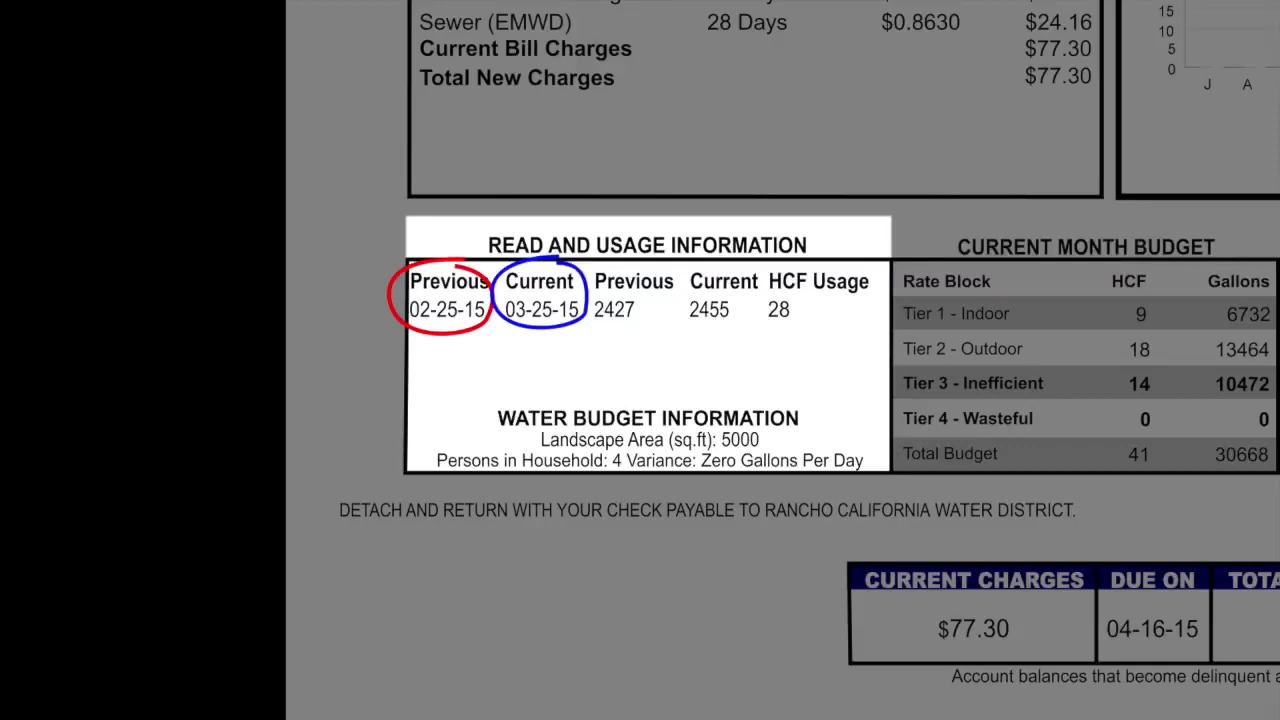 Sewer (EMWD) 28 Days $0.8630 $24.16
Current Bill Charges $77.30
Total New Charges $77.30
15
10
5
0
J A
READ AND USAGE INFORMATION
Previous Current Previous Current HCF Usage
02-25-15 03-25-15 2427 2455 28
WATER BUDGET INFORMATION
Landscape Area (sq.ft): 5000
Persons in Household: 4 Variance: Zero Gallons Per Day
CURRENT MONTH BUDGET
Rate Block HCF Gallons
Tier 1 - Indoor 9 6732
Tier 2 - Outdoor 18 13464
Tier 3 - Inefficient 14 10472
Tier 4 - Wasteful 0 0
Total Budget 41 30668
DETACH AND RETURN WITH YOUR CHECK PAYABLE TO RANCHO CALIFORNIA WATER DISTRICT.
CURRENT CHARGES DUE ON
$77.30 04-16-15
Account balances that become delinquent